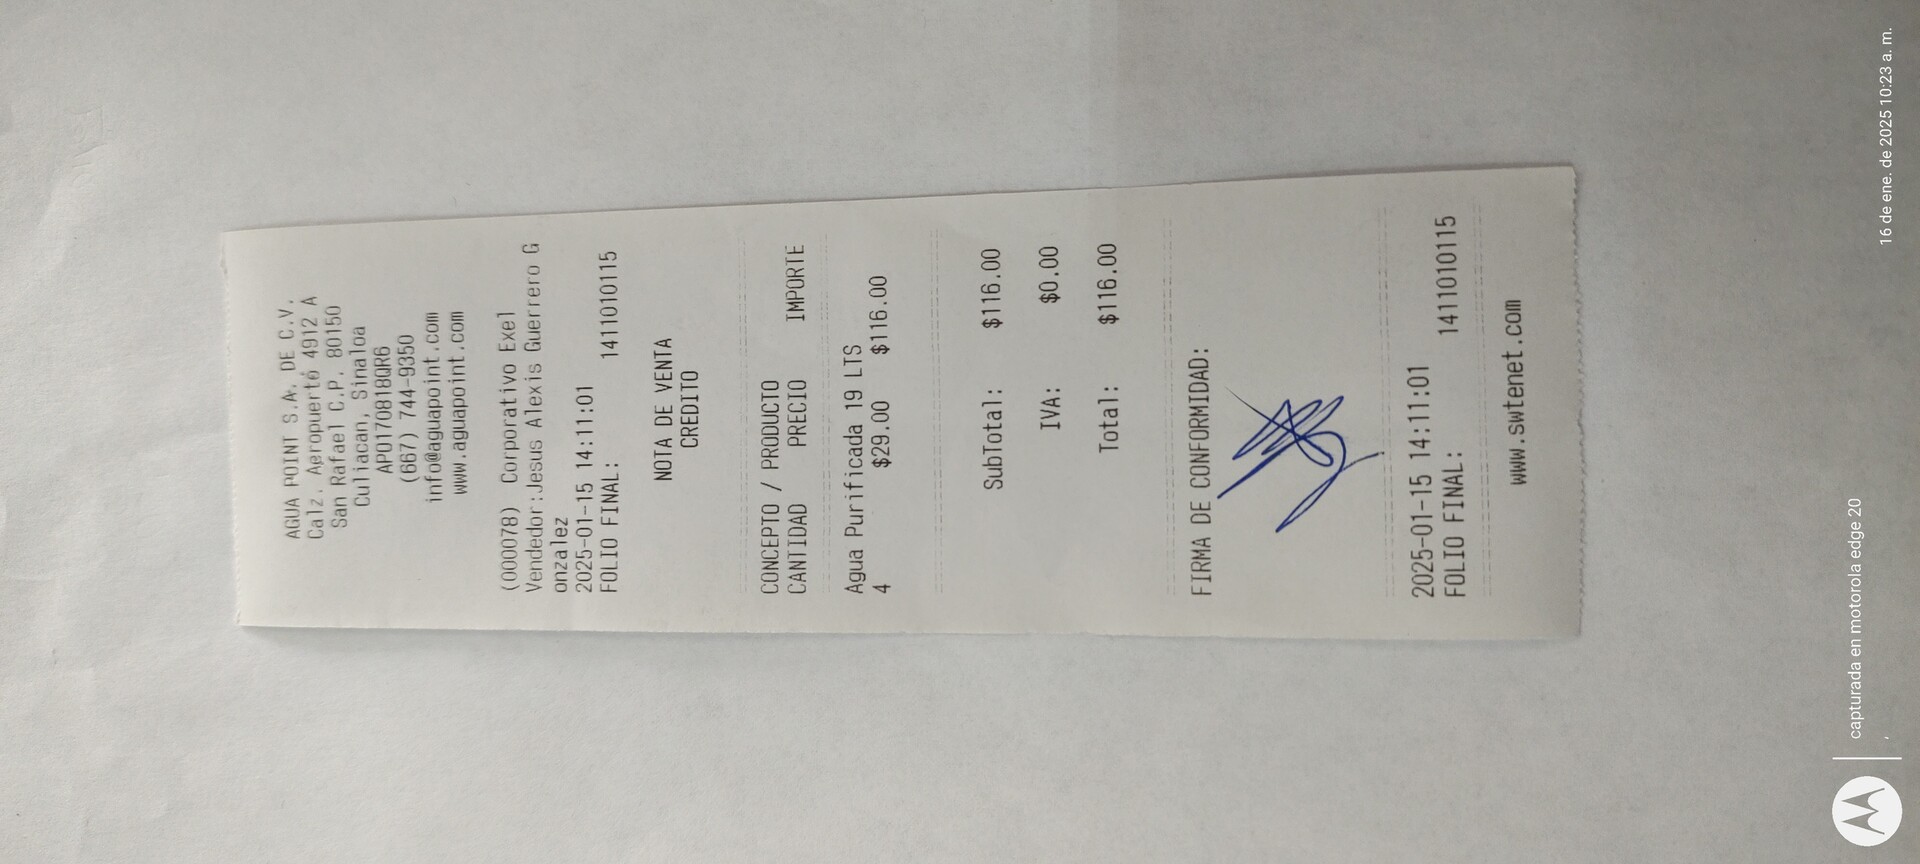 AGUA POINT S.A. DE C.V.
Calz. Aeropuerto 4912 A
San Rafael C.P. 80150
Culiacan, Sinaloa
APO170818QR6
(667) 744-9350
info@aguapoint.com
www.aguapoint.com
(000078) Corporativo Exel
Vendedor:Jesus Alexis Guerrero G
onzalez
2025-01-15 14:11:01
FOLIO FINAL: 1411010115
NOTA DE VENTA
CREDITO
CONCEPTO / PRODUCTO
CANTIDAD PRECIO IMPORTE
Agua Purificada 19 LTS
4 $29.00 $116.00
SubTotal: $116.00
IVA: $0.00
Total: $116.00
FIRMA DE CONFORMIDAD:
2025-01-15 14:11:01
FOLIO FINAL: 1411010115
www.swtenet.com
capturada en motorola edge 20
,
16 de ene. de 2025 10:23 a. m.